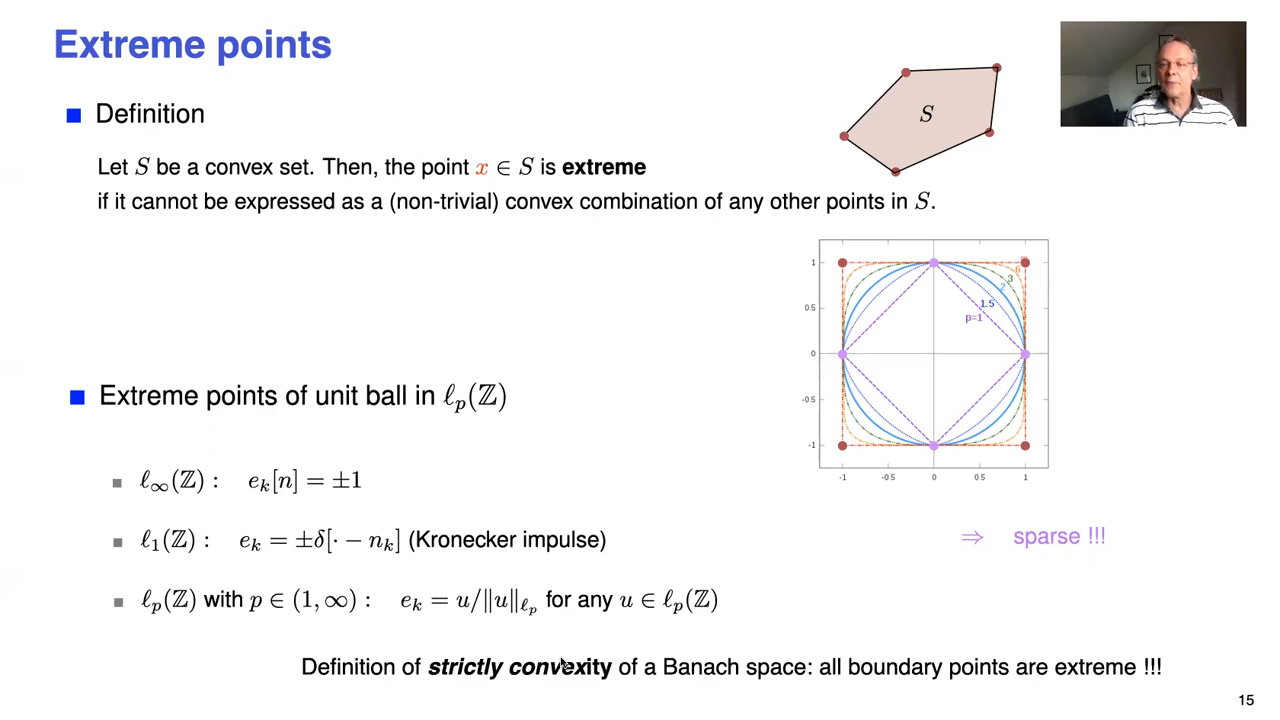 Extreme points
Definition
Let S be a convex set. Then, the point x ∈ S is extreme
if it cannot be expressed as a (non-trivial) convex combination of any other points in S.
S
1
0.5
0
-0.5
-1
-1 -0.5 0 0.5 1
6
3
2
1.5
p=1
Extreme points of unit ball in ℓ_p(ℤ)
ℓ_∞(ℤ) : e_k[n] = ±1
ℓ_1(ℤ) : e_k = ±δ[· − n_k] (Kronecker impulse)
⇒ sparse !!!
ℓ_p(ℤ) with p ∈ (1, ∞) : e_k = u/‖u‖_{ℓ_p} for any u ∈ ℓ_p(ℤ)
Definition of strictly convexity of a Banach space: all boundary points are extreme !!!
15